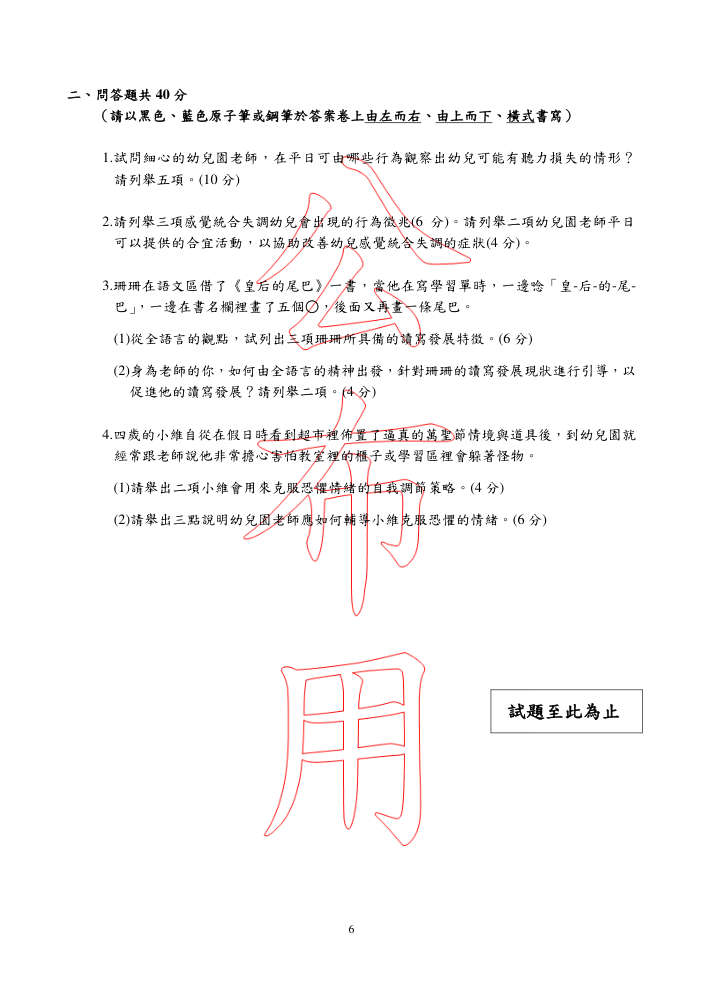 二、問答題共 40 分
（請以黑色、藍色原子筆或鋼筆於答案卷上由左而右、由上而下、橫式書寫）
1.試問細心的幼兒園老師，在平日可由哪些行為觀察出幼兒可能有聽力損失的情形？
請列舉五項。(10 分)
2.請列舉三項感覺統合失調幼兒會出現的行為徵兆(6 分)。請列舉二項幼兒園老師平日
可以提供的合宜活動，以協助改善幼兒感覺統合失調的症狀(4 分)。
3.珊珊在語文區借了《皇后的尾巴》一書，當他在寫學習單時，一邊唸「皇-后-的-尾-
巴」，一邊在書名欄裡畫了五個○，後面又再畫一條尾巴。
(1)從全語言的觀點，試列出三項珊珊所具備的讀寫發展特徵。(6 分)
(2)身為老師的你，如何由全語言的精神出發，針對珊珊的讀寫發展現狀進行引導，以
促進他的讀寫發展？請列舉二項。(4 分)
4.四歲的小維自從在假日時看到超市裡佈置了逼真的萬聖節情境與道具後，到幼兒園就
經常跟老師說他非常擔心害怕教室裡的櫃子或學習區裡會躲著怪物。
(1)請舉出二項小維會用來克服恐懼情緒的自我調節策略。(4 分)
(2)請舉出三點說明幼兒園老師應如何輔導小維克服恐懼的情緒。(6 分)
公
布
用
試題至此為止
6